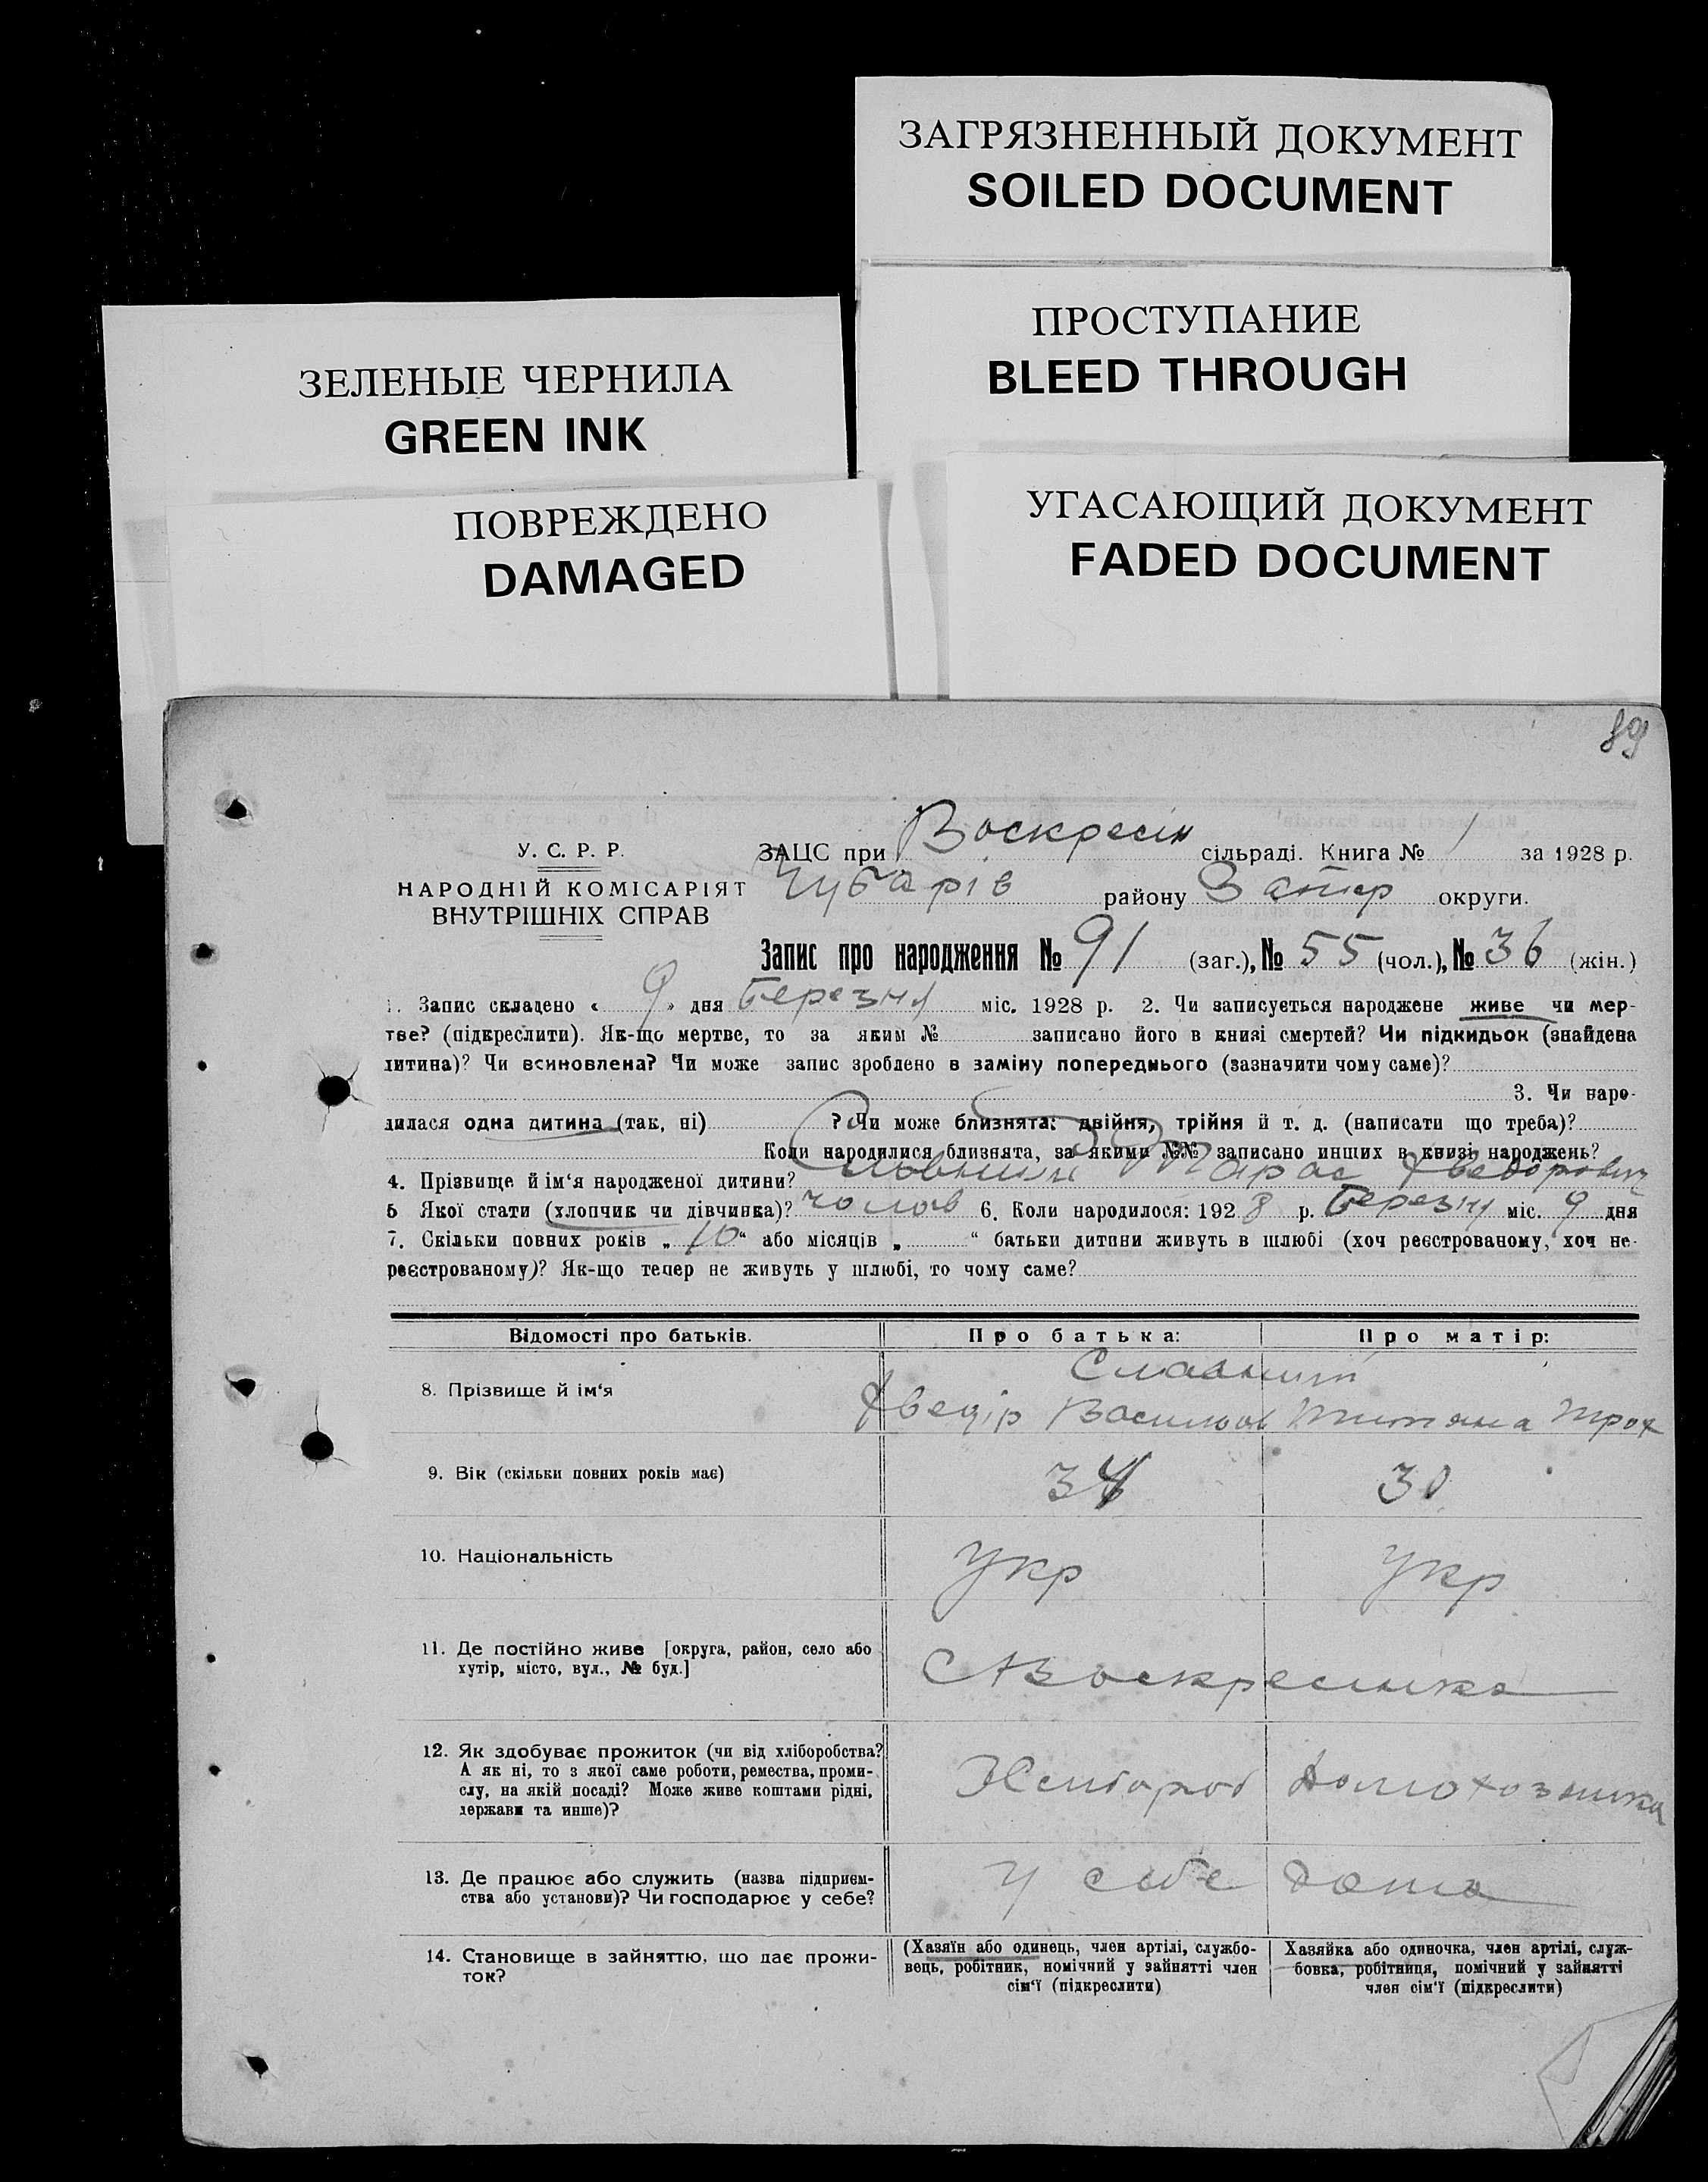 ЗАГРЯЗНЕННЫЙ ДОКУМЕНТ
SOILED DOCUMENT
ПРОСТУПАНИЕ
BLEED THROUGH
ЗЕЛЕНЫЕ ЧЕРНИЛА
GREEN INK
ПОВРЕЖДЕНО
DAMAGED
УГАСАЮЩИЙ ДОКУМЕНТ
FADED DOCUMENT
89
У. С. Р. Р.
НАРОДНІЙ КОМІСАРІЯТ
ВНУТРІШНІХ СПРАВ
ЗАЦС при Воскресін сільраді. Книга № 1 за 1928 р.
Чубарів району Запор округи.
Запис про народження № 91 (заг.), № 55 (чол.), № 36 (жін.)
1. Запис складено « 9 » дня Березня міс. 1928 р. 2. Чи записується народжене живе чи мер-
тве? (підкреслити). Як-що мертве, то за яким № записано його в книзі смертей? Чи підкидьок (знайдена
дитина)? Чи всиновлена? Чи може запис зроблено в заміну попереднього (зазначити чому саме)?
3. Чи наро-
дилася одна дитина (так, ні) ? Чи може близнята: двійня, трійня й т. д. (написати що треба)?
Коли народилися близнята, за якими №№ записано инших в книзі народжень?
4. Прізвище й ім‘я народженої дитини? Тарас Хведорович
5 Якої стати (хлопчик чи дівчинка)? чолов 6. Коли народилося: 1928 р. Березня міс. 9 дня
7. Скільки повних років „ 10 “ або місяців „ “ батьки дитини живуть в шлюбі (хоч реєстрованому, хоч не-
реєстрованому)? Як-що тепер не живуть у шлюбі, то чому саме?
Відомості про батьків. Про батька: Про матір:
8. Прізвище й ім‘я
Хведір Васильов Титяна Трох
9. Вік (скільки повних років має) 30
10. Національність Укр Укр
11. Де постійно живе [округа, район, село або
хутір, місто, вул., № буд.]
С Воскресинка
12. Як здобуває прожиток (чи від хліборобства?
А як ні, то з якої саме роботи, ремества, проми-
слу, на якій посаді? Може живе коштами рідні,
держави та инше)?
Хлибороб Домохозяйка
13. Де працює або служить (назва підприєм-
ства або установи)? Чи господарює у себе?
У себе дома
14. Становище в зайняттю, що дає прожи-
ток?
(Хазяїн або одинець, член артілі, службо-
вець, робітник, помічний у зайнятті член
сім‘ї (підкреслити)
Хазяйка або одиночка, член артілі, служ-
бовка, робітниця, помічний у зайнятті
член сім‘ї (підкреслити)